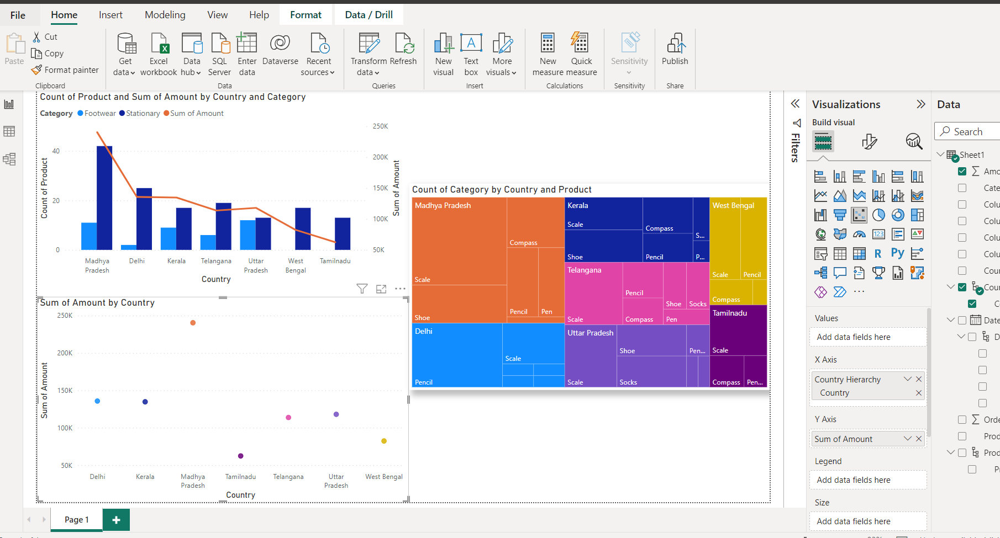 File Home Insert Modeling View Help Format Data / Drill
Paste Cut
Copy
Format painter
Clipboard
Get data
Excel workbook
Data hub
SQL Server
Enter data
Dataverse
Recent sources
Data
Transform data
Refresh
Queries
New visual
Text box
More visuals
Insert
New measure
Quick measure
Calculations
Sensitivity
Sensitivity
Publish
Share
Count of Product and Sum of Amount by Country and Category
Category Footwear Stationary Sum of Amount
Count of Product
40
20
0
250K
200K
150K
100K
50K
Sum of Amount
Madhya Pradesh
Delhi
Kerala
Telangana
Uttar Pradesh
West Bengal
Tamilnadu
Country
Sum of Amount by Country
Sum of Amount
250K
200K
150K
100K
50K
Delhi
Kerala
Madhya Pradesh
Tamilnadu
Telangana
Uttar Pradesh
West Bengal
Country
Count of Category by Country and Product
Madhya Pradesh
Scale
Shoe
Compass
Pencil
Pen
Delhi
Pencil
Scale
Kerala
Scale
Shoe
Compass
Pencil
S...
P...
Telangana
Scale
Pencil
Compass
Shoe
Socks
Pen
Uttar Pradesh
Scale
Shoe
Socks
Pen...
West Bengal
Scale
Pencil
Compass
Tamilnadu
Scale
Compass
Pen...
Filters
Visualizations
Build visual
123
R
Py
Values
Add data fields here
X Axis
Country Hierarchy
Country
Y Axis
Sum of Amount
Legend
Add data fields here
Size
Add data fields here
Data
Search
Sheet1
Amo
Cate
Colu
Colu
Colu
Colu
Cour
Cour
Date
D
Orde
Prod
Prod
Pr
Page 1